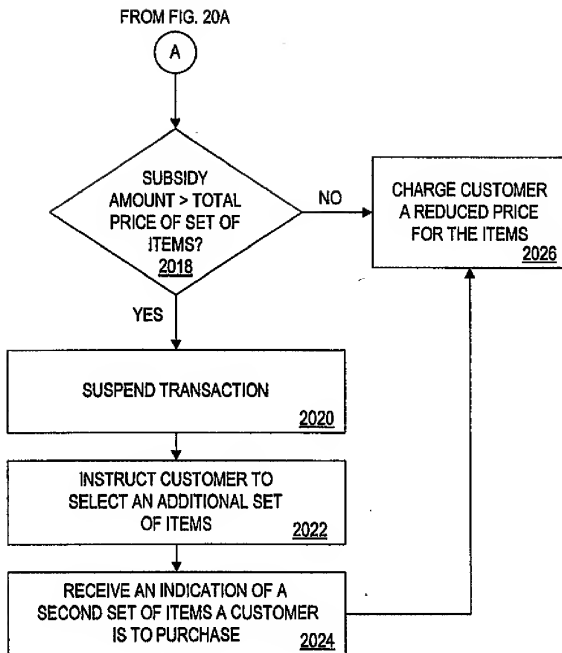 FROM FIG. 20A
A
SUBSIDY
AMOUNT > TOTAL
PRICE OF SET OF
ITEMS?
2018
NO
CHARGE CUSTOMER
A REDUCED PRICE
FOR THE ITEMS
2026
YES
SUSPEND TRANSACTION
2020
INSTRUCT CUSTOMER TO
SELECT AN ADDITIONAL SET
OF ITEMS
2022
RECEIVE AN INDICATION OF A
SECOND SET OF ITEMS A CUSTOMER
IS TO PURCHASE
2024